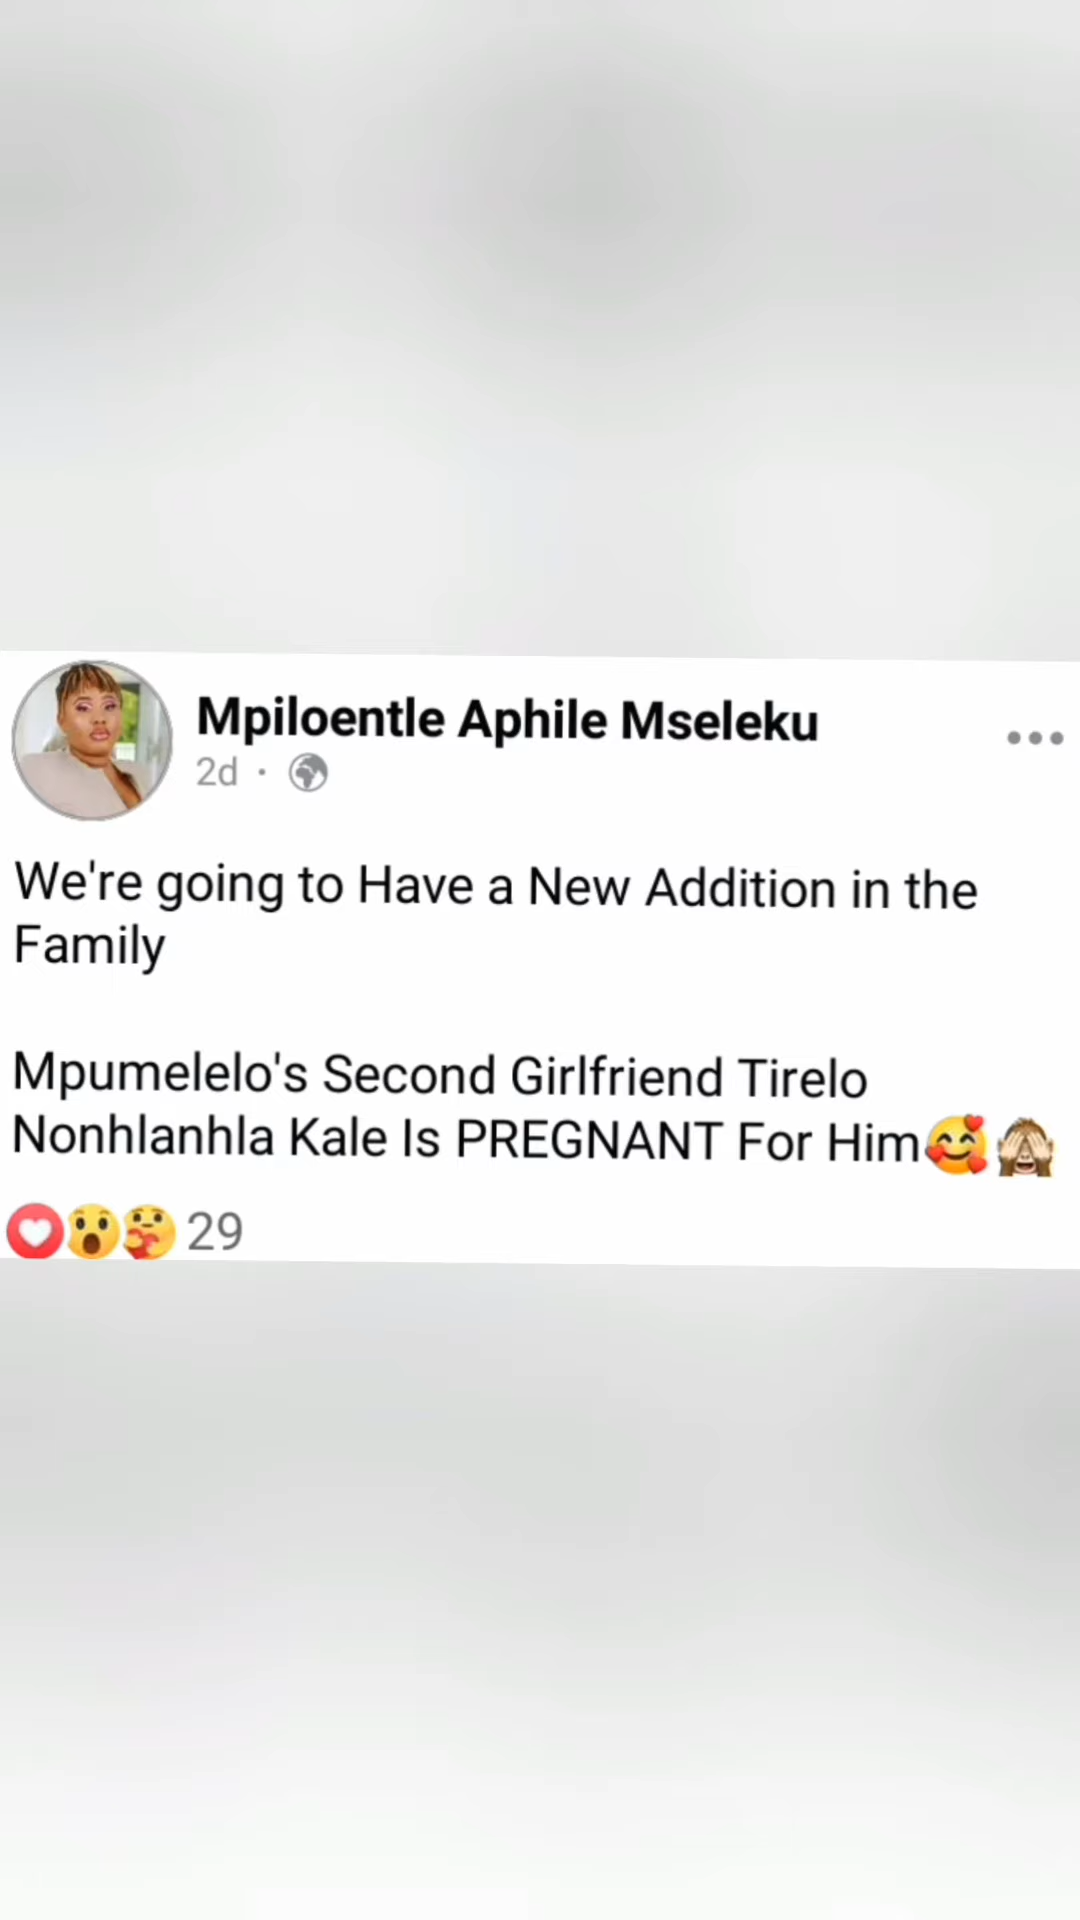 Mpiloentle Aphile Mseleku
2d ·
We're going to Have a New Addition in the
Family
Mpumelelo's Second Girlfriend Tirelo
Nonhlanhla Kale Is PREGNANT For Him🥰🙈
29